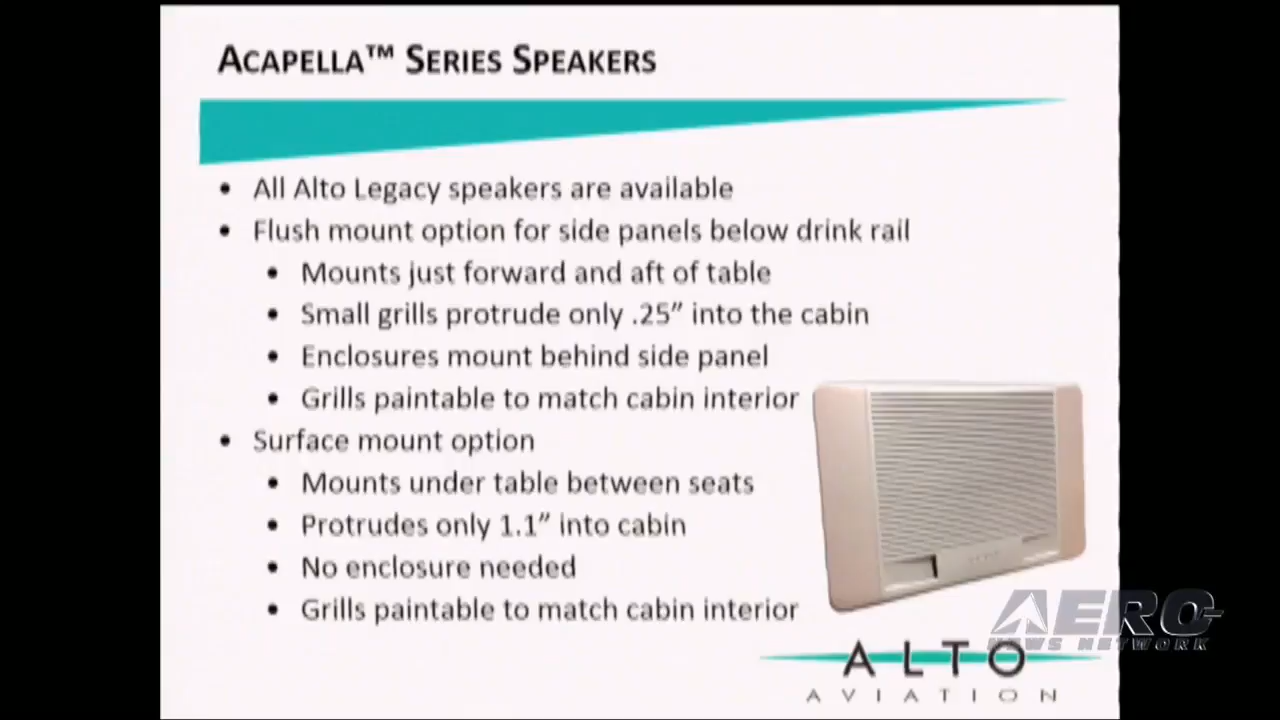 ACAPELLA™ SERIES SPEAKERS
• All Alto Legacy speakers are available
• Flush mount option for side panels below drink rail
• Mounts just forward and aft of table
• Small grills protrude only .25” into the cabin
• Enclosures mount behind side panel
• Grills paintable to match cabin interior
• Surface mount option
• Mounts under table between seats
• Protrudes only 1.1” into cabin
• No enclosure needed
• Grills paintable to match cabin interior
AERO
NEWS NETWORK
ALTO
AVIATION